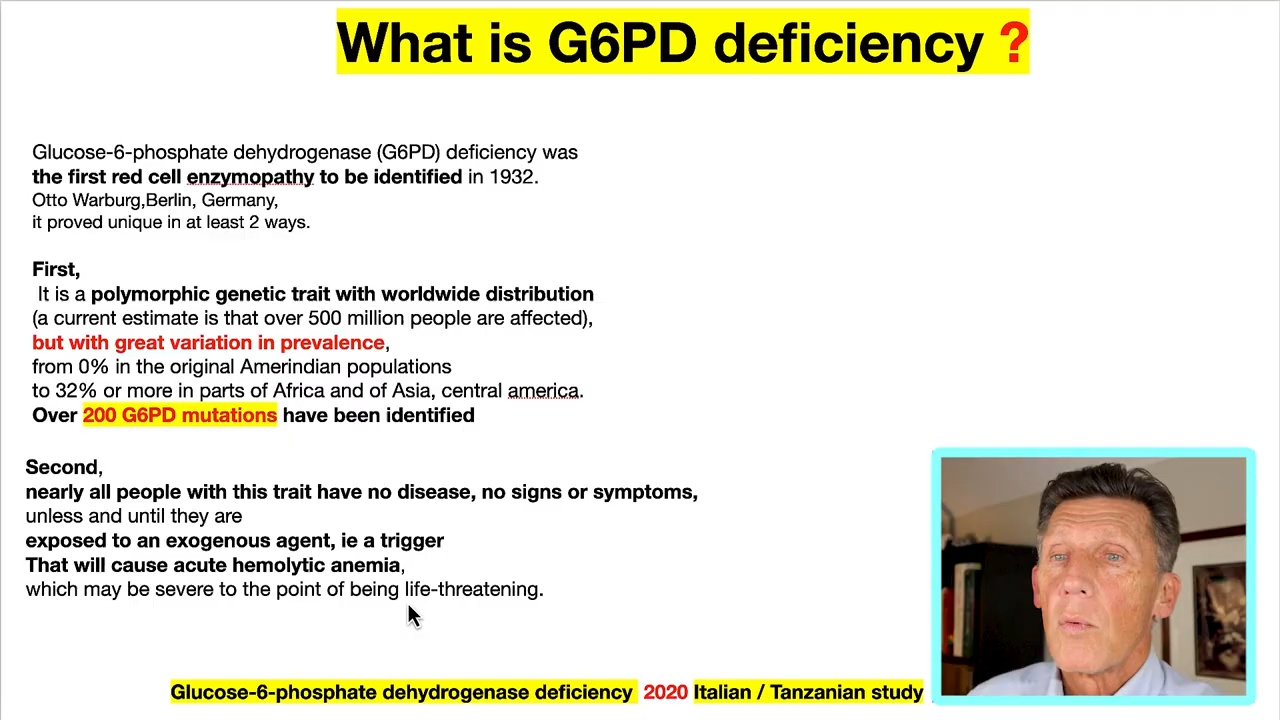 What is G6PD deficiency ?
Glucose-6-phosphate dehydrogenase (G6PD) deficiency was
the first red cell enzymopathy to be identified in 1932.
Otto Warburg,Berlin, Germany,
it proved unique in at least 2 ways.
First,
It is a polymorphic genetic trait with worldwide distribution
(a current estimate is that over 500 million people are affected),
but with great variation in prevalence,
from 0% in the original Amerindian populations
to 32% or more in parts of Africa and of Asia, central america.
Over 200 G6PD mutations have been identified
Second,
nearly all people with this trait have no disease, no signs or symptoms,
unless and until they are
exposed to an exogenous agent, ie a trigger
That will cause acute hemolytic anemia,
which may be severe to the point of being life-threatening.
Glucose-6-phosphate dehydrogenase deficiency 2020 Italian / Tanzanian study